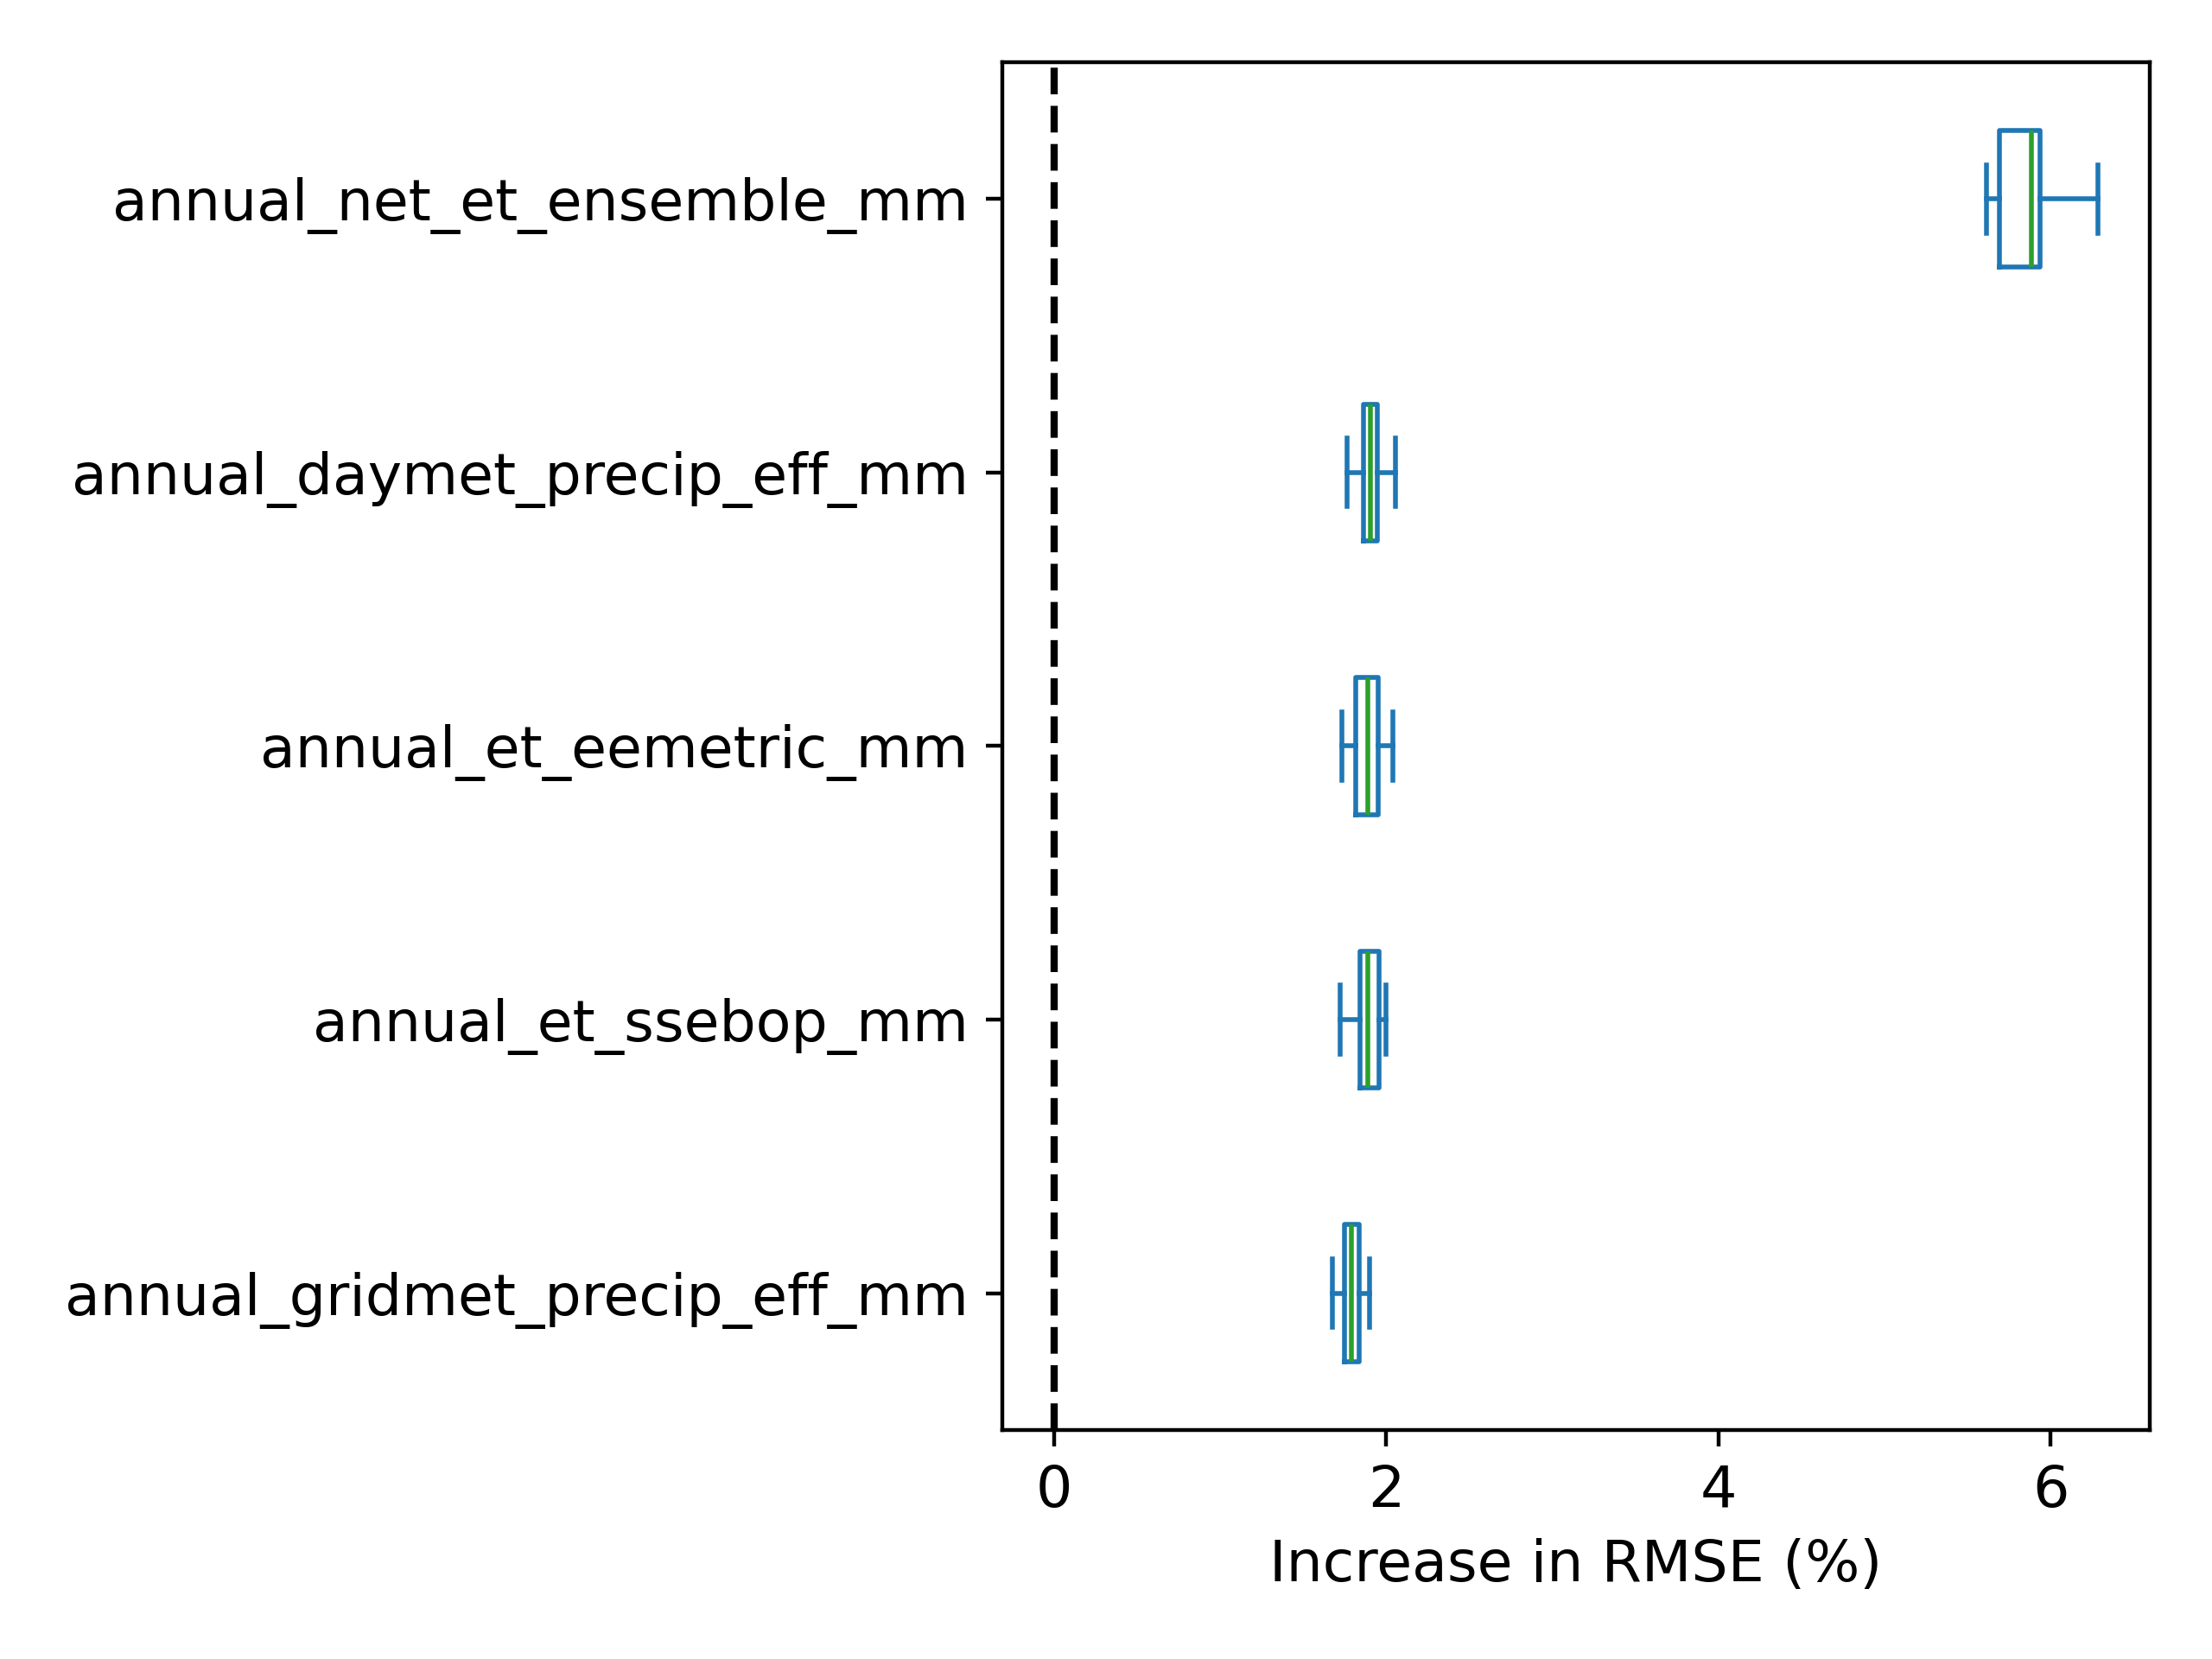 annual_net_et_ensemble_mm
annual_daymet_precip_eff_mm
annual_et_eemetric_mm
annual_et_ssebop_mm
annual_gridmet_precip_eff_mm
0 2 4 6
Increase in RMSE (%)